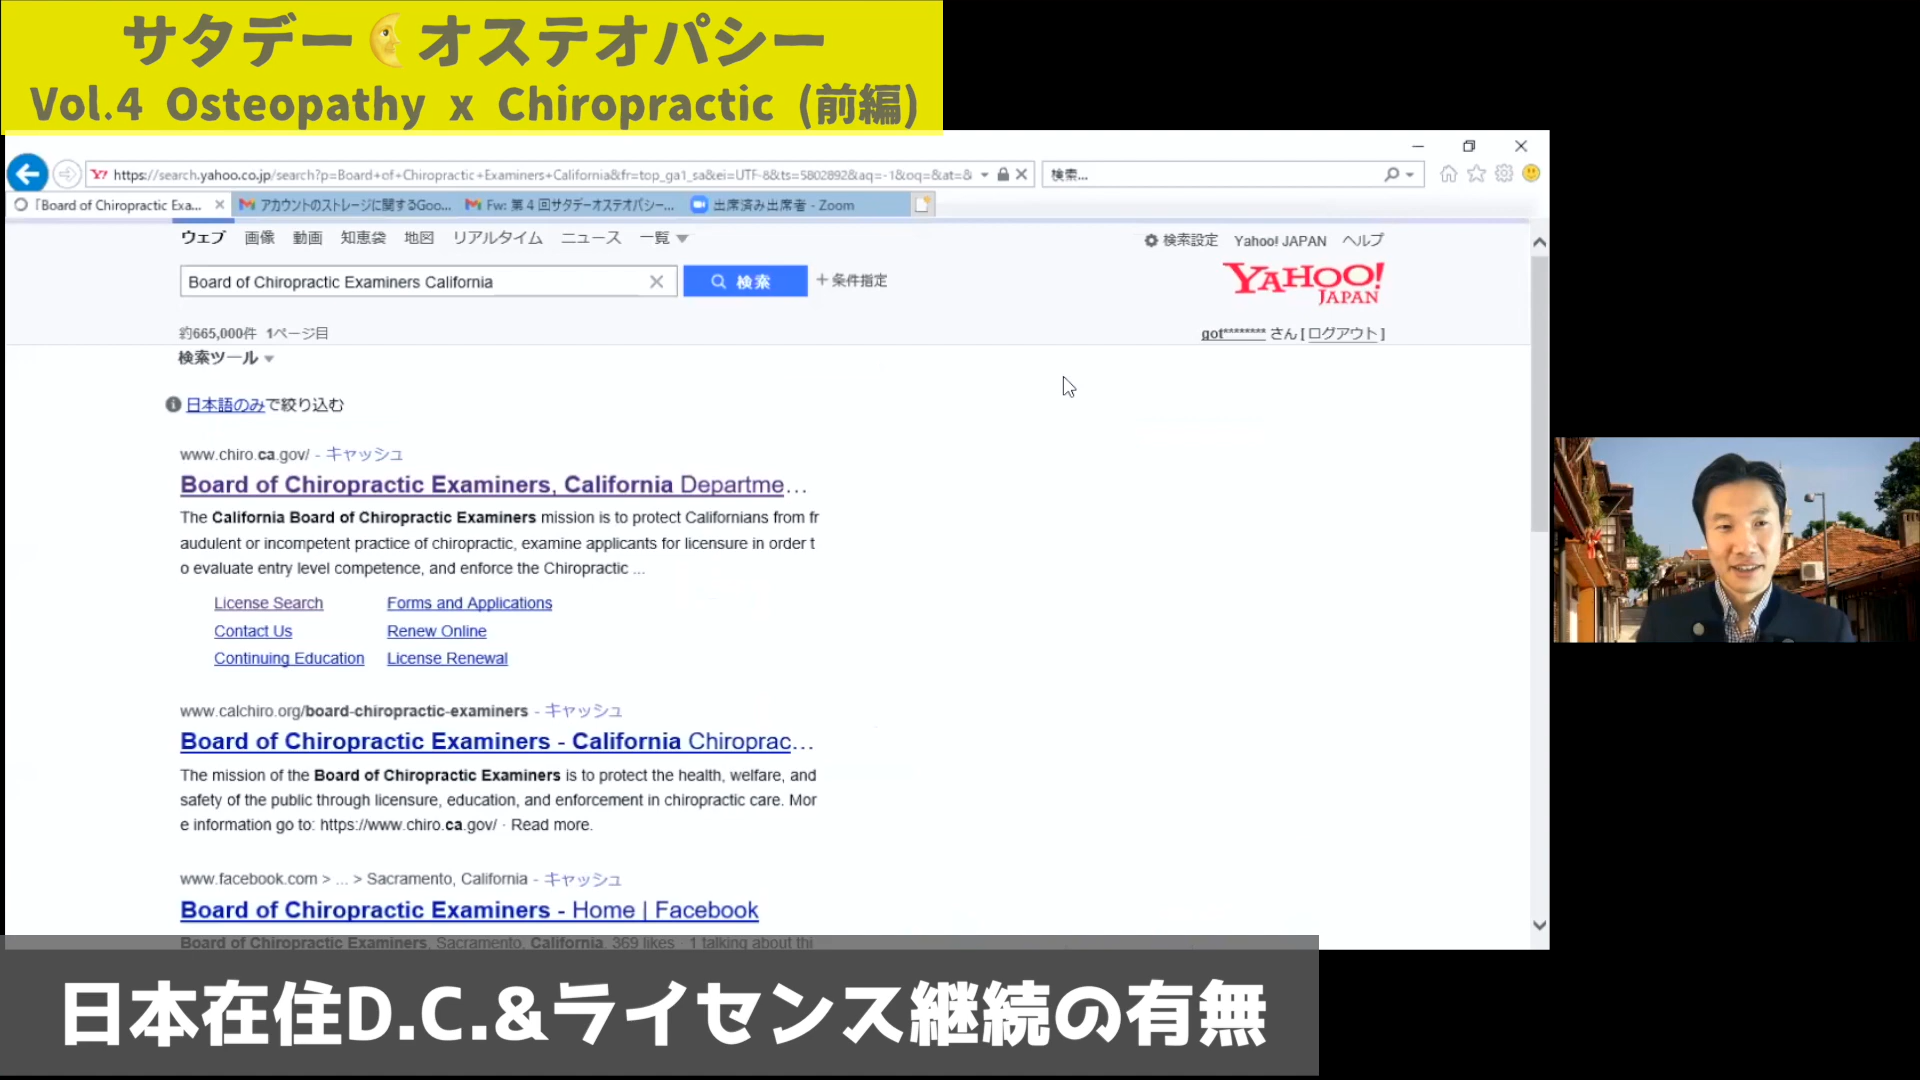 サタデー🌛オステオパシー
Vol.4 Osteopathy x Chiropractic (前編)
https://search.yahoo.co.jp/search?p=Board+of+Chiropractic+Examiners+California&fr=top_ga1_sa&ei=UTF-8&ts=5802892&aq=-1&oq=&at=&
検索...
「Board of Chiropractic Exa...
アカウントのストレージに関するGoo...
Fw: 第４回サタデーオステオパシー...
出席済み出席者 - Zoom
ウェブ 画像 動画 知恵袋 地図 リアルタイム ニュース 一覧
検索設定 Yahoo! JAPAN ヘルプ
Board of Chiropractic Examiners California
検索
+条件指定
YAHOO!
JAPAN
約665,000件 1ページ目
got******** さん [ ログアウト ]
検索ツール
日本語のみで絞り込む
www.chiro.ca.gov/ - キャッシュ
Board of Chiropractic Examiners, California Departme...
The California Board of Chiropractic Examiners mission is to protect Californians from fr
audulent or incompetent practice of chiropractic, examine applicants for licensure in order t
o evaluate entry level competence, and enforce the Chiropractic ...
License Search Forms and Applications
Contact Us Renew Online
Continuing Education License Renewal
www.calchiro.org/board-chiropractic-examiners - キャッシュ
Board of Chiropractic Examiners - California Chiroprac...
The mission of the Board of Chiropractic Examiners is to protect the health, welfare, and
safety of the public through licensure, education, and enforcement in chiropractic care. Mor
e information go to: https://www.chiro.ca.gov/ · Read more.
www.facebook.com > ... > Sacramento, California - キャッシュ
Board of Chiropractic Examiners - Home | Facebook
Board of Chiropractic Examiners, Sacramento, California. 369 likes · 1 talking about thi
日本在住D.C.&ライセンス継続の有無